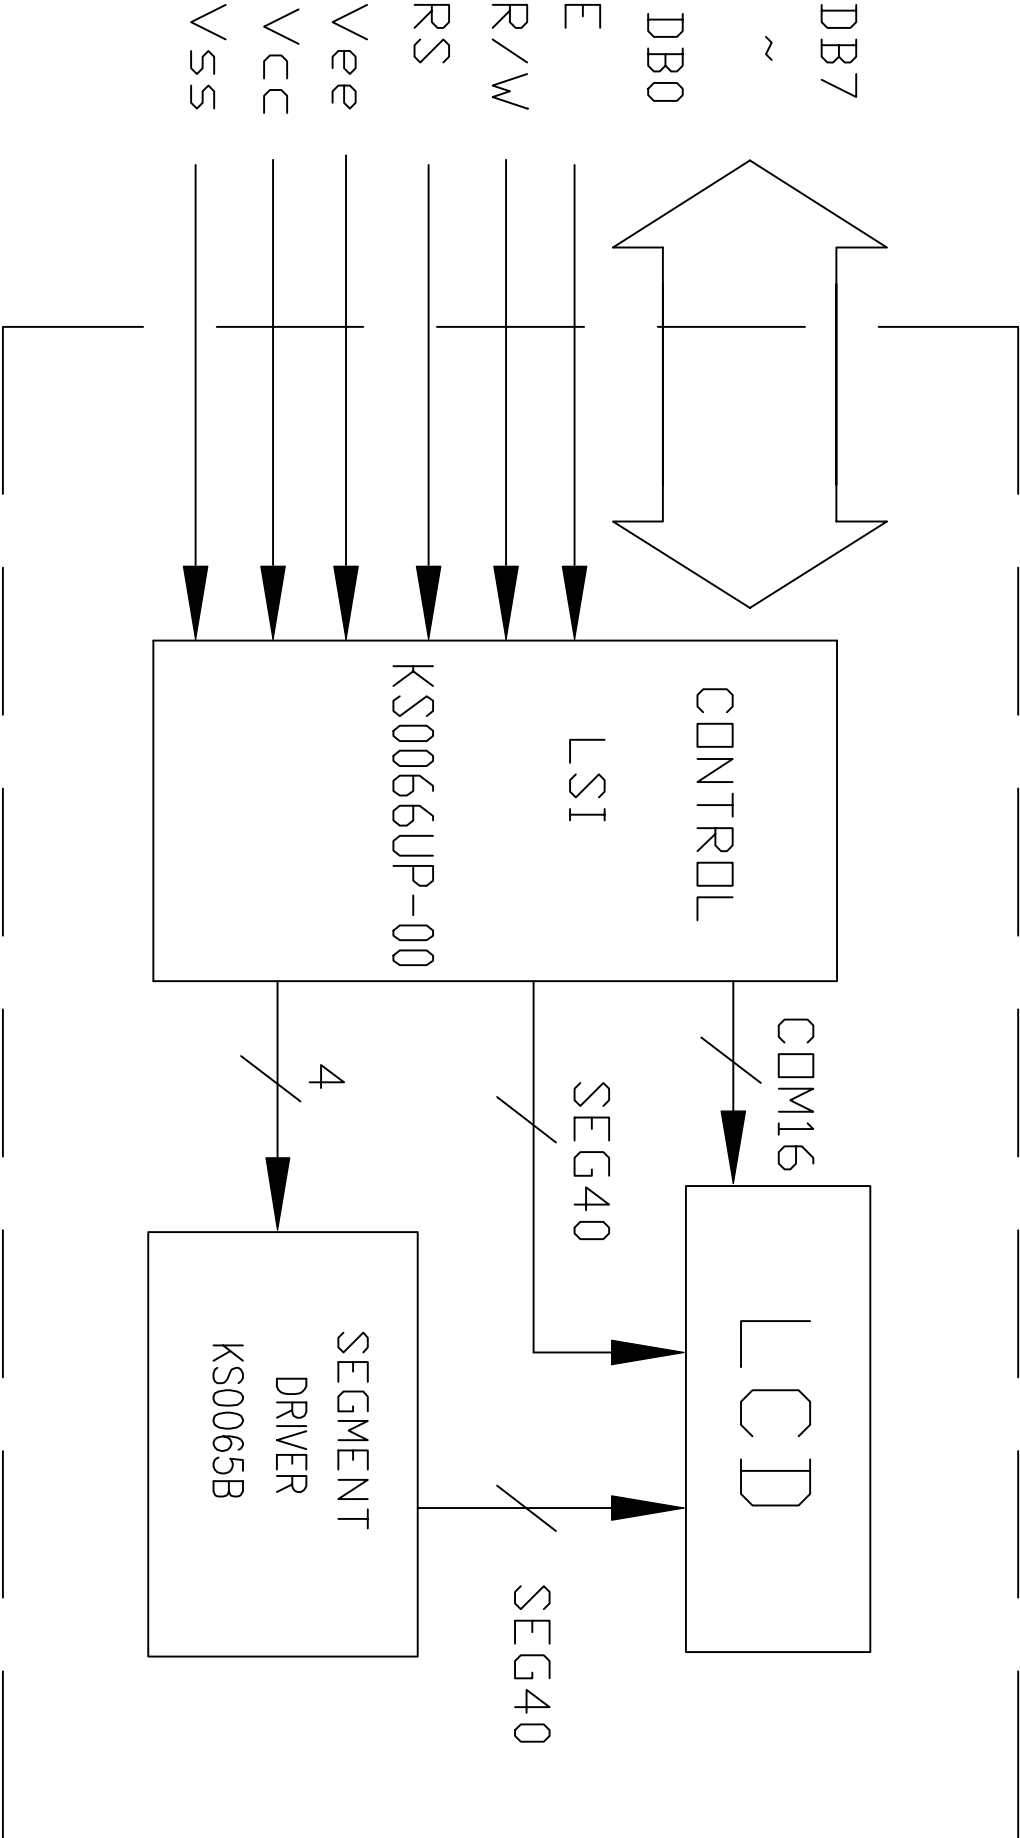 DB7
~
DB0
E
R/W
RS
Vee
Vcc
Vss
CONTROL
LSI
KS0066UP-00
COM16
SEG40
4
LCD
SEGMENT
DRIVER
KS0065B
SEG40